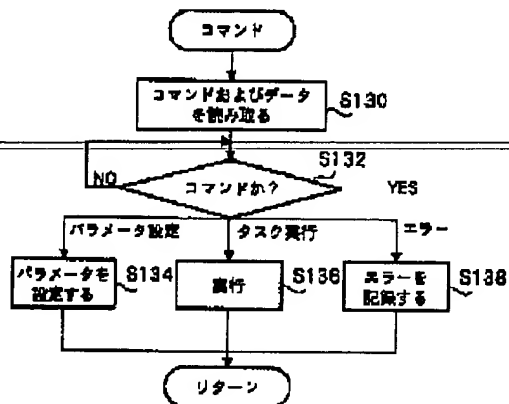 コマンド
コマンドおよびデータ
を読み取る
S130
S132
NO
コマンドか?
YES
パラメータ設定
タスク実行
エラー
パラメータを
設定する
S134
実行
S136
エラーを
記録する
S138
リターン